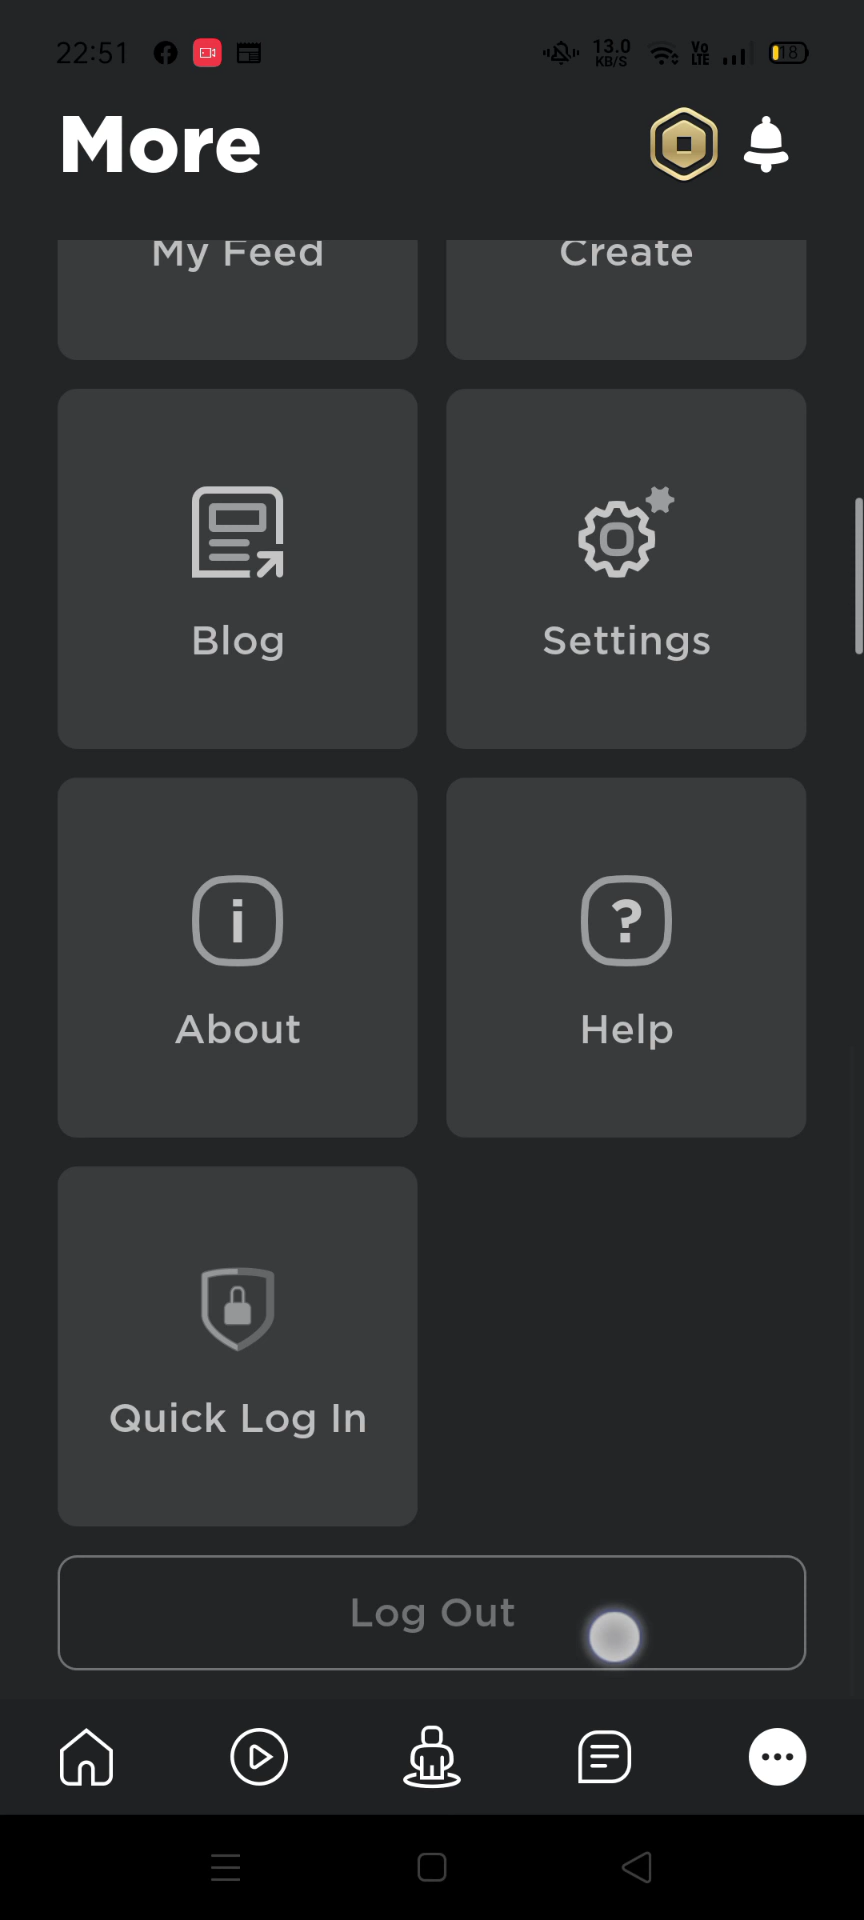 22:51 13.0 KB/S Vo LTE 18
More
My Feed Create
Blog Settings
About Help
Quick Log In
Log Out